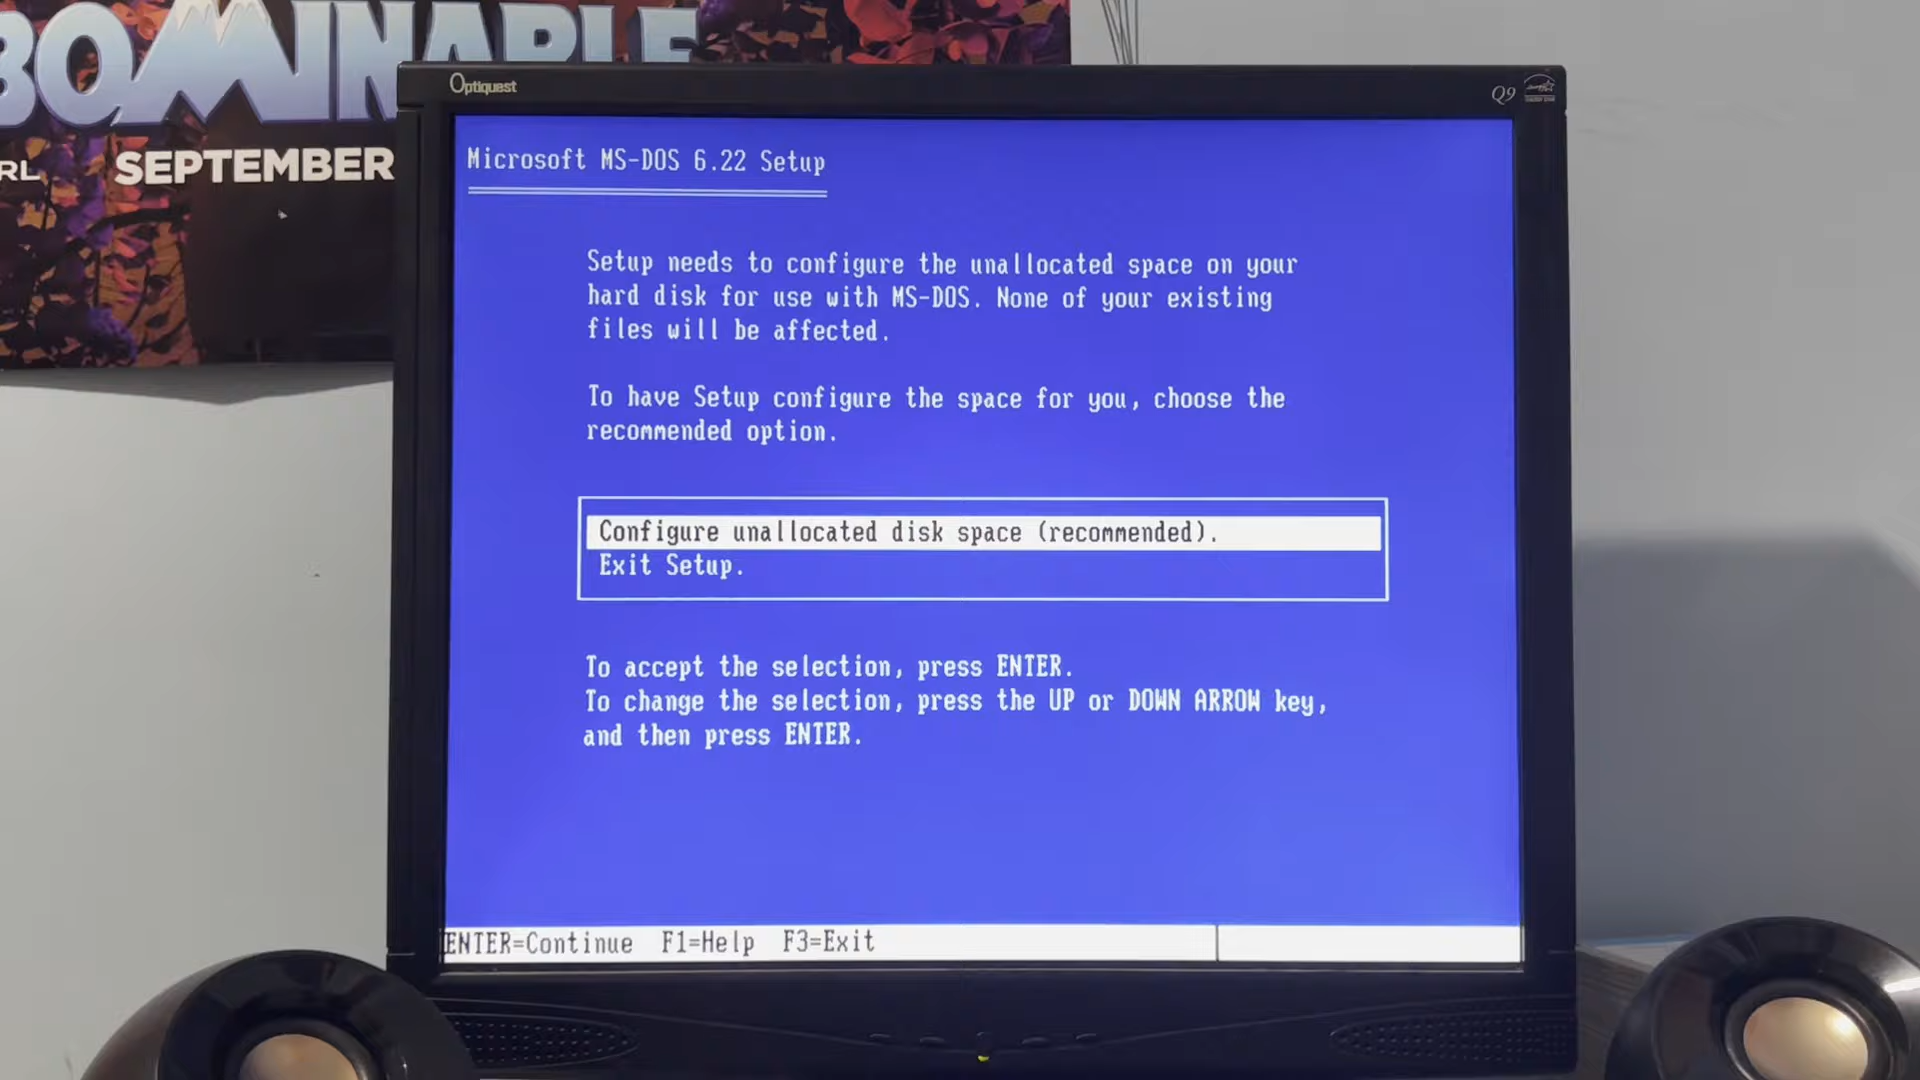 BOMINABLE
RL
SEPTEMBER
Optiquest
Q9
Microsoft MS-DOS 6.22 Setup
Setup needs to configure the unallocated space on your
hard disk for use with MS-DOS. None of your existing
files will be affected.
To have Setup configure the space for you, choose the
recommended option.
Configure unallocated disk space (recommended).
Exit Setup.
To accept the selection, press ENTER.
To change the selection, press the UP or DOWN ARROW key,
and then press ENTER.
ENTER=Continue F1=Help F3=Exit